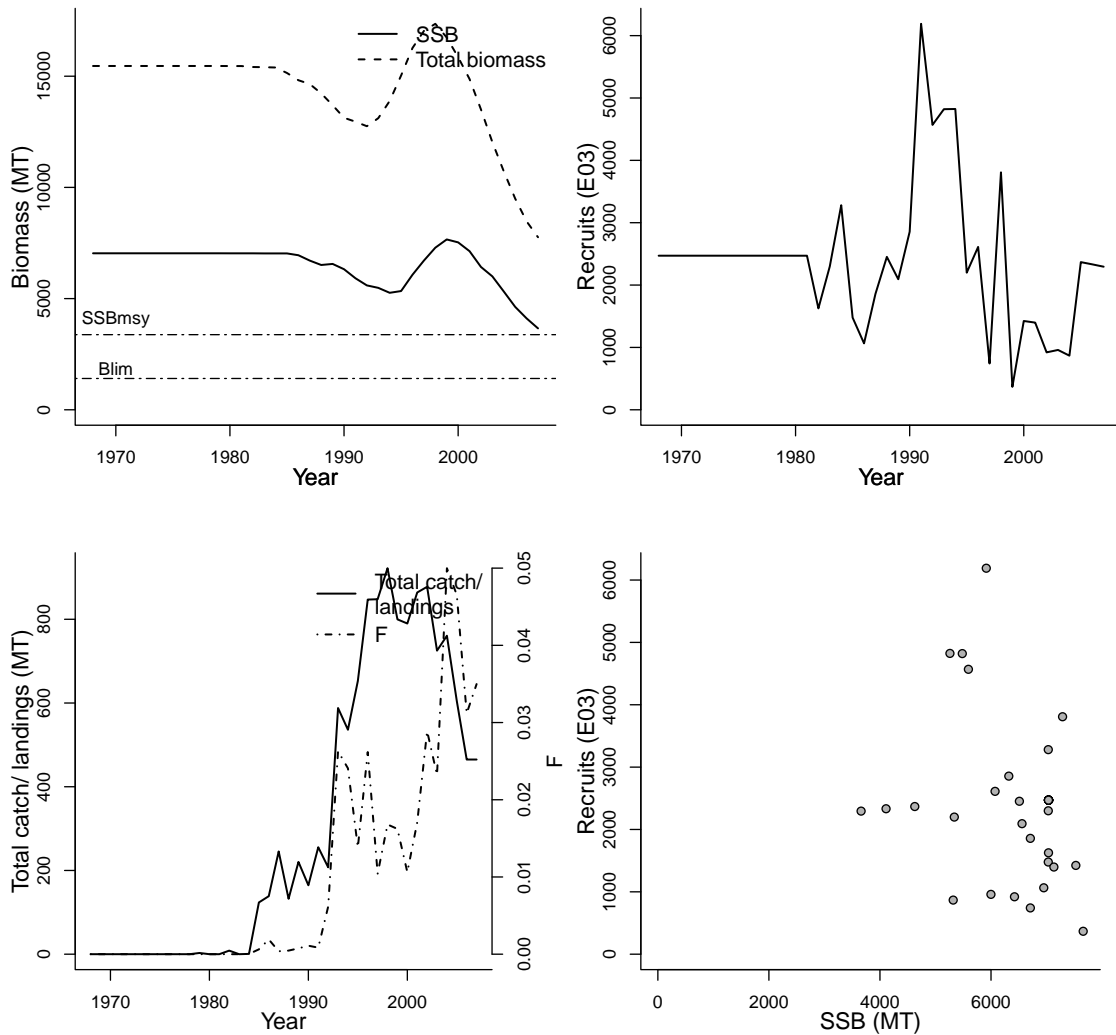 SSB
Total biomass
15000
10000
5000
0
Biomass (MT)
SSBmsy
Blim
1970
1980
1990
2000
Year
6000
5000
4000
3000
2000
1000
0
Recruits (E03)
1970
1980
1990
2000
Year
Total catch/
landings
F
800
600
400
200
0
Total catch/ landings (MT)
0.05
0.04
0.03
0.02
0.01
0.00
F
1970
1980
1990
2000
Year
6000
5000
4000
3000
2000
1000
0
Recruits (E03)
0
2000
4000
6000
SSB (MT)